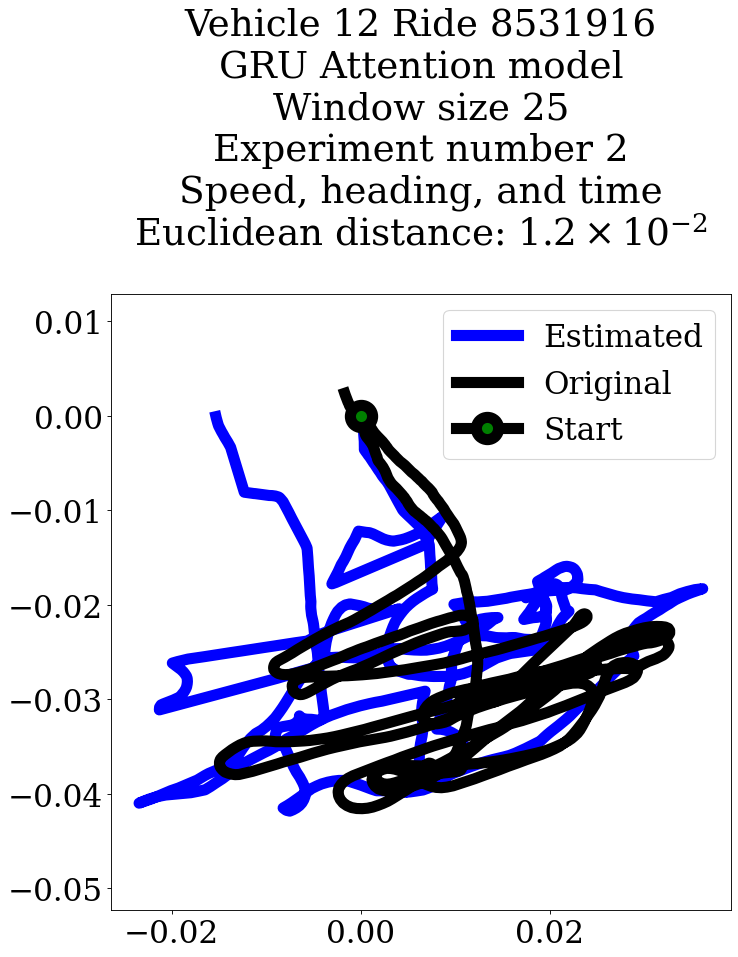 Vehicle 12 Ride 8531916
GRU Attention model
Window size 25
Experiment number 2
Speed, heading, and time
Euclidean distance: 1.2 × 10⁻²
Estimated
Original
Start
0.01
0.00
−0.01
−0.02
−0.03
−0.04
−0.05
−0.02 0.00 0.02